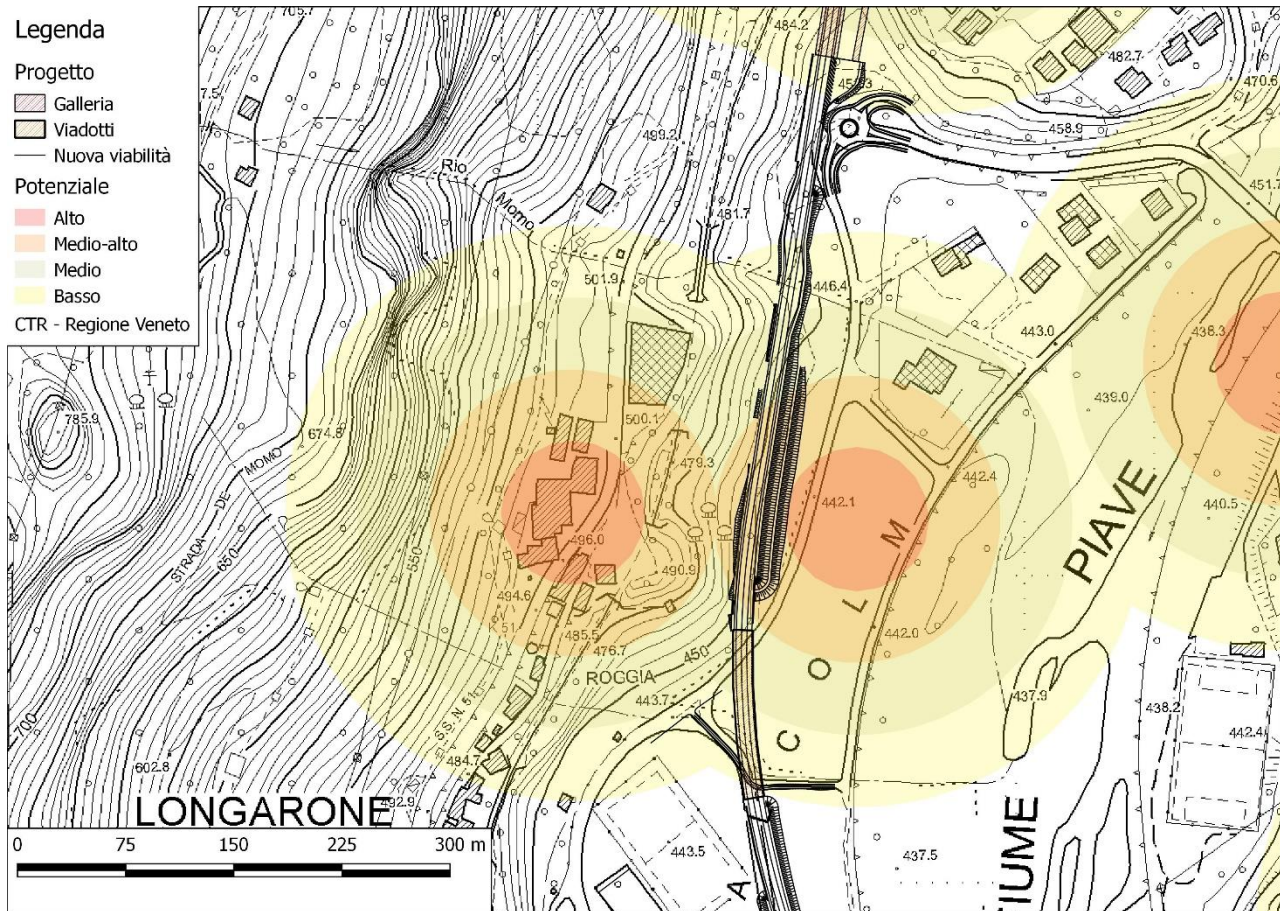 Legenda
Progetto
Galleria
Viadotti
Nuova viabilità
Potenziale
Alto
Medio-alto
Medio
Basso
CTR - Regione Veneto
705.7
484.2
482.7
470.6
499.2
458.9
Rio
Momo
481.7
501.9
446.4
443.0
438.3
439.0
785.9
674.8
500.1
479.3
442.1
442.4
440.5
STRADA DE MOMO
650
550
496.0
490.9
M
PIAVE
494.6
51
485.5
476.7
450
L
442.0
ROGGIA
443.7
O
437.9
438.2
700
S.S. N. 51
C
442.4
602.8
484.7
492.9
LONGARONE
0 75 150 225 300 m
443.5
437.5
A
FIUME